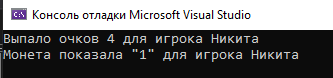 Консоль отладки Microsoft Visual Studio
Выпало очков 4 для игрока Никита
Монета показала "1" для игрока Никита